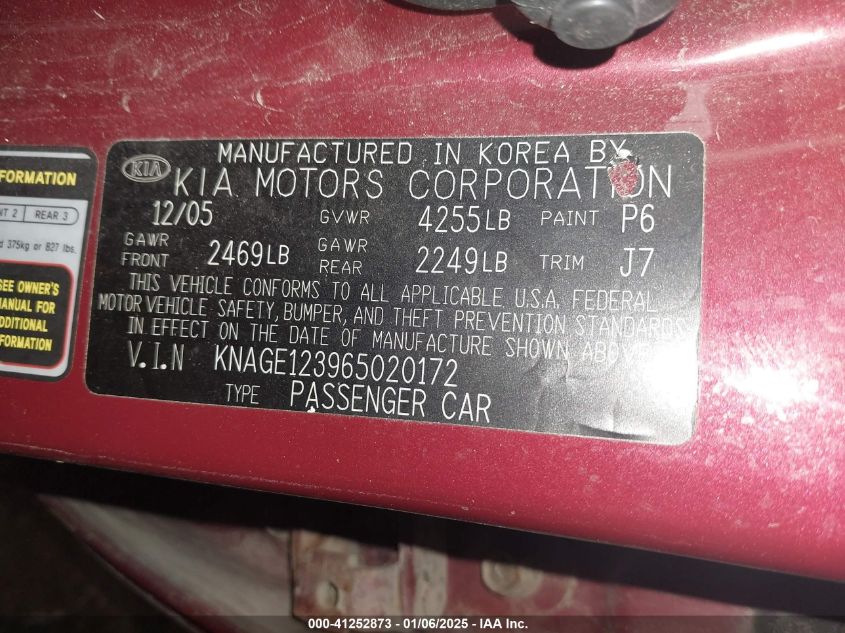 MANUFACTURED IN KOREA BY
KIA
KIA MOTORS CORPORATION
12/05 GVWR 4255LB PAINT P6
GAWR FRONT 2469LB GAWR REAR 2249LB TRIM J7
THIS VEHICLE CONFORMS TO ALL APPLICABLE U.S.A. FEDERAL
MOTOR VEHICLE SAFETY, BUMPER, AND THEFT PREVENTION STANDARDS
IN EFFECT ON THE DATE OF MANUFACTURE SHOWN ABOVE
V.I.N KNAGE123965020172
TYPE PASSENGER CAR
FORMATION
2 REAR 3
375kg or 827 lbs.
SEE OWNER'S
MANUAL FOR
ADDITIONAL
INFORMATION
000-41252873 - 01/06/2025 - IAA Inc.